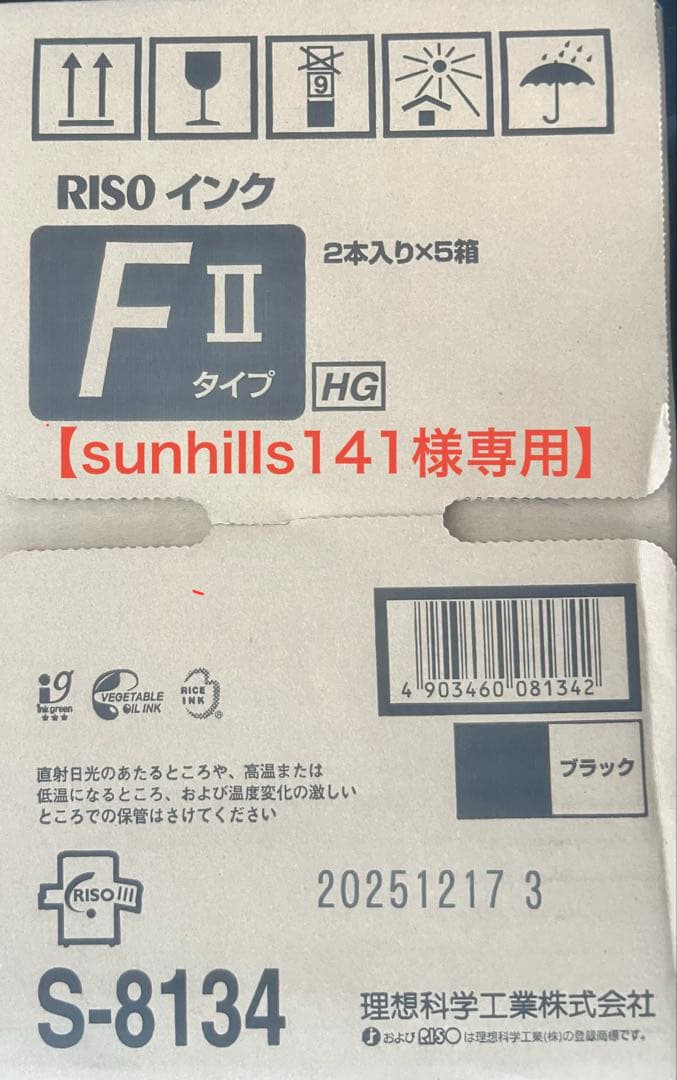 9
RISO インク
FII
タイプ
2本入り×5箱
HG
【sunhills141様専用】
4 903460 081342
ig
Ink green
★★★
VEGETABLE
OIL INK
RICE
INK
®
ブラック
直射日光のあたるところや、高温または
低温になるところ、および温度変化の激しい
ところでの保管はさけてください
RISO
20251217 3
S-8134
理想科学工業株式会社
および RISO は理想科学工業(株)の登録商標です。